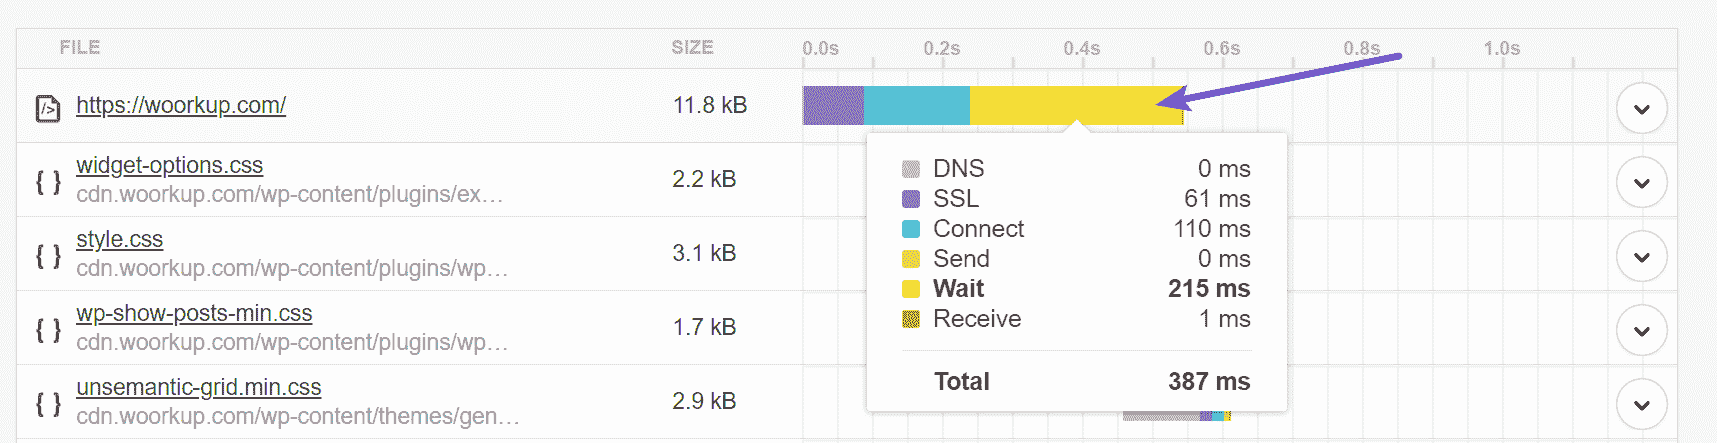 FILE SIZE 0.0s 0.2s 0.4s 0.6s 0.8s 1.0s
https://woorkup.com/ 11.8 kB
widget-options.css
cdn.woorkup.com/wp-content/plugins/ex… 2.2 kB
style.css
cdn.woorkup.com/wp-content/plugins/wp… 3.1 kB
wp-show-posts-min.css
cdn.woorkup.com/wp-content/plugins/wp… 1.7 kB
unsemantic-grid.min.css
cdn.woorkup.com/wp-content/themes/gen… 2.9 kB
DNS 0 ms
SSL 61 ms
Connect 110 ms
Send 0 ms
Wait 215 ms
Receive 1 ms
Total 387 ms